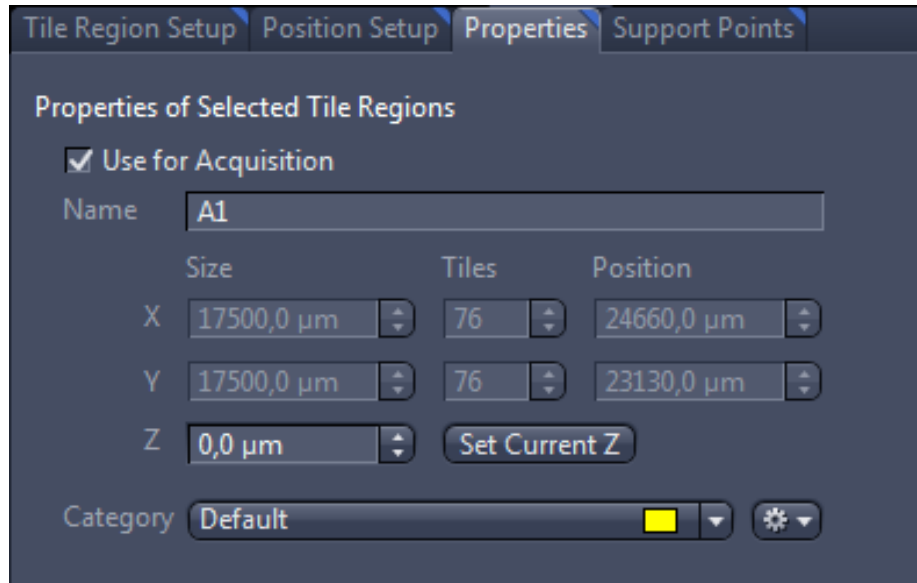 Tile Region Setup Position Setup Properties Support Points
Properties of Selected Tile Regions
Use for Acquisition
Name A1
Size Tiles Position
X 17500,0 µm 76 24660,0 µm
Y 17500,0 µm 76 23130,0 µm
Z 0,0 µm Set Current Z
Category Default